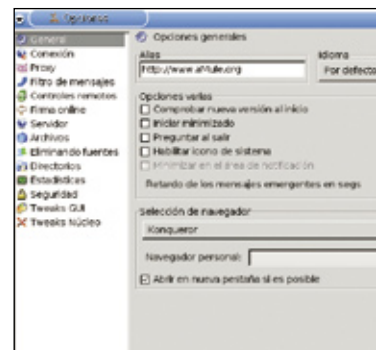 Opciones
General
Conexión
Proxy
Filtro de mensajes
Controles remotos
Firma online
Servidor
Archivos
Eliminando fuentes
Directorios
Estadísticas
Seguridad
Tweaks GUI
Tweaks Núcleo
Opciones generales
Alias
Idioma
http://www.aMule.org
Por defecto
Opciones varias
Comprobar nueva versión al inicio
Iniciar minimizado
Preguntar al salir
Habilitar icono de sistema
Minimizar en el área de notificación
Retardo de los mensajes emergentes en segs
Selección de navegador
Konqueror
Navegador personal:
Abrir en nueva pestaña si es posible